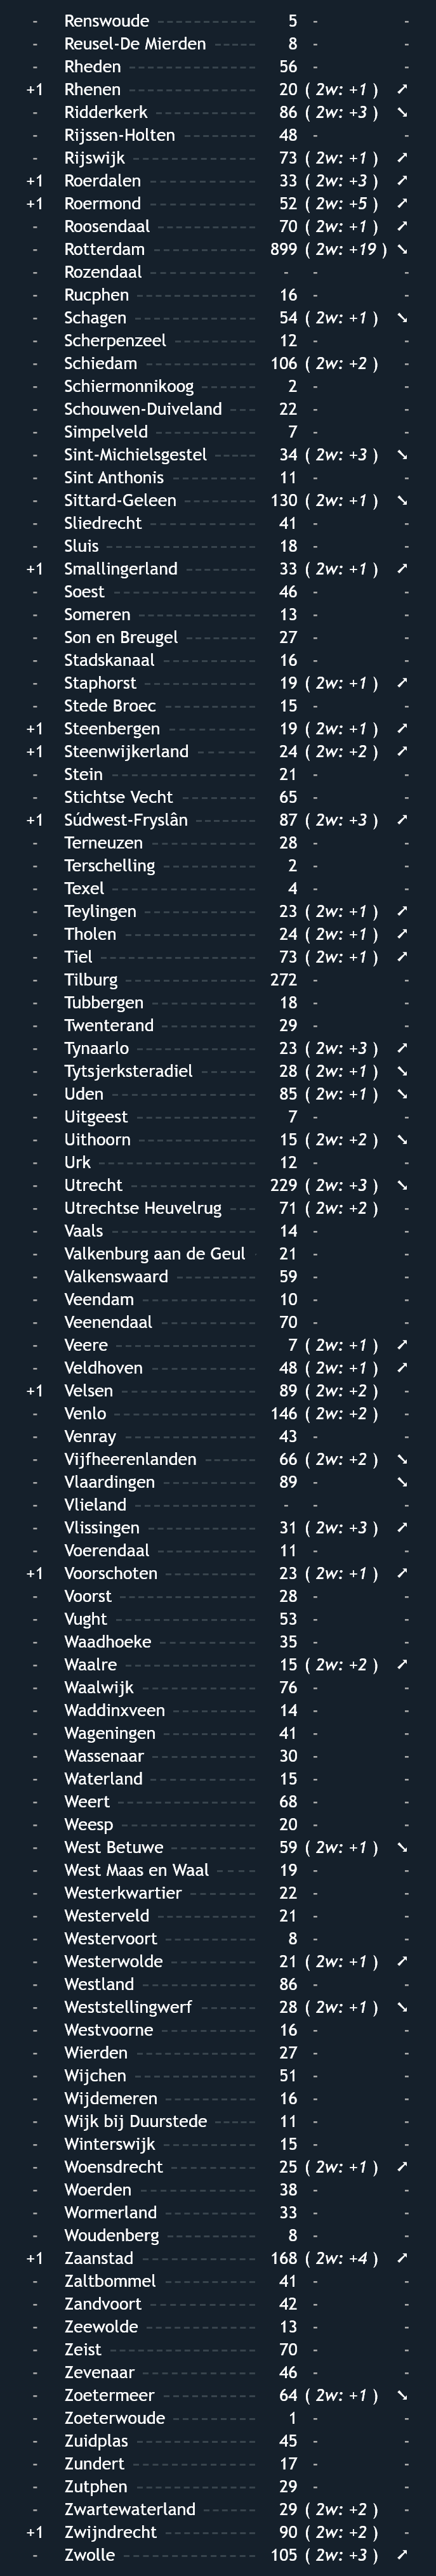 - Renswoude 5 - -
- Reusel-De Mierden 8 - -
- Rheden 56 - -
+1 Rhenen 20 ( 2w: +1 ) ➚
- Ridderkerk 86 ( 2w: +3 ) ➘
- Rijssen-Holten 48 - -
- Rijswijk 73 ( 2w: +1 ) ➚
+1 Roerdalen 33 ( 2w: +3 ) ➚
+1 Roermond 52 ( 2w: +5 ) ➚
- Roosendaal 70 ( 2w: +1 ) ➚
- Rotterdam 899 ( 2w: +19 ) ➘
- Rozendaal - - -
- Rucphen 16 - -
- Schagen 54 ( 2w: +1 ) ➘
- Scherpenzeel 12 - -
- Schiedam 106 ( 2w: +2 ) -
- Schiermonnikoog 2 - -
- Schouwen-Duiveland 22 - -
- Simpelveld 7 - -
- Sint-Michielsgestel 34 ( 2w: +3 ) ➘
- Sint Anthonis 11 - -
- Sittard-Geleen 130 ( 2w: +1 ) ➘
- Sliedrecht 41 - -
- Sluis 18 - -
+1 Smallingerland 33 ( 2w: +1 ) ➚
- Soest 46 - -
- Someren 13 - -
- Son en Breugel 27 - -
- Stadskanaal 16 - -
- Staphorst 19 ( 2w: +1 ) ➚
- Stede Broec 15 - -
+1 Steenbergen 19 ( 2w: +1 ) ➚
+1 Steenwijkerland 24 ( 2w: +2 ) ➚
- Stein 21 - -
- Stichtse Vecht 65 - -
+1 Súdwest-Fryslân 87 ( 2w: +3 ) ➚
- Terneuzen 28 - -
- Terschelling 2 - -
- Texel 4 - -
- Teylingen 23 ( 2w: +1 ) ➚
- Tholen 24 ( 2w: +1 ) ➚
- Tiel 73 ( 2w: +1 ) ➚
- Tilburg 272 - -
- Tubbergen 18 - -
- Twenterand 29 - -
- Tynaarlo 23 ( 2w: +3 ) ➚
- Tytsjerksteradiel 28 ( 2w: +1 ) ➘
- Uden 85 ( 2w: +1 ) ➘
- Uitgeest 7 - -
- Uithoorn 15 ( 2w: +2 ) ➘
- Urk 12 - -
- Utrecht 229 ( 2w: +3 ) ➘
- Utrechtse Heuvelrug 71 ( 2w: +2 ) -
- Vaals 14 - -
- Valkenburg aan de Geul 21 - -
- Valkenswaard 59 - -
- Veendam 10 - -
- Veenendaal 70 - -
- Veere 7 ( 2w: +1 ) ➚
- Veldhoven 48 ( 2w: +1 ) ➚
+1 Velsen 89 ( 2w: +2 ) -
- Venlo 146 ( 2w: +2 ) -
- Venray 43 - -
- Vijfheerenlanden 66 ( 2w: +2 ) ➘
- Vlaardingen 89 - ➘
- Vlieland - - -
- Vlissingen 31 ( 2w: +3 ) ➚
- Voerendaal 11 - -
+1 Voorschoten 23 ( 2w: +1 ) ➚
- Voorst 28 - -
- Vught 53 - -
- Waadhoeke 35 - -
- Waalre 15 ( 2w: +2 ) ➚
- Waalwijk 76 - -
- Waddinxveen 14 - -
- Wageningen 41 - -
- Wassenaar 30 - -
- Waterland 15 - -
- Weert 68 - -
- Weesp 20 - -
- West Betuwe 59 ( 2w: +1 ) ➘
- West Maas en Waal 19 - -
- Westerkwartier 22 - -
- Westerveld 21 - -
- Westervoort 8 - -
- Westerwolde 21 ( 2w: +1 ) ➚
- Westland 86 - -
- Weststellingwerf 28 ( 2w: +1 ) ➘
- Westvoorne 16 - -
- Wierden 27 - -
- Wijchen 51 - -
- Wijdemeren 16 - -
- Wijk bij Duurstede 11 - -
- Winterswijk 15 - -
- Woensdrecht 25 ( 2w: +1 ) ➚
- Woerden 38 - -
- Wormerland 33 - -
- Woudenberg 8 - -
+1 Zaanstad 168 ( 2w: +4 ) ➚
- Zaltbommel 41 - -
- Zandvoort 42 - -
- Zeewolde 13 - -
- Zeist 70 - -
- Zevenaar 46 - -
- Zoetermeer 64 ( 2w: +1 ) ➘
- Zoeterwoude 1 - -
- Zuidplas 45 - -
- Zundert 17 - -
- Zutphen 29 - -
- Zwartewaterland 29 ( 2w: +2 ) -
+1 Zwijndrecht 90 ( 2w: +2 ) -
- Zwolle 105 ( 2w: +3 ) ➚